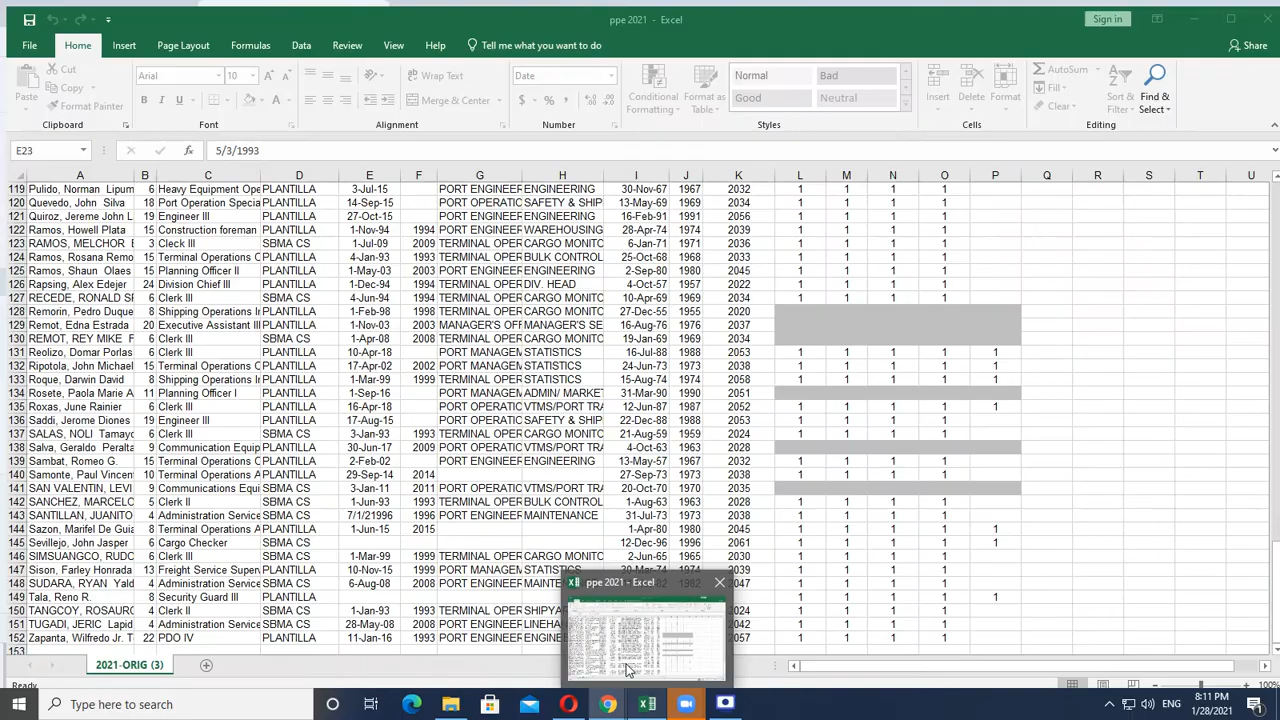 ppe 2021 - Excel
Sign in
File Home Insert Page Layout Formulas Data Review View Help Tell me what you want to do Share
Paste Cut Copy Format Painter Clipboard
Arial 10 B I U Font
Wrap Text Merge & Center Alignment
Date $ % Number
Conditional Formatting Format as Table Normal Bad Good Neutral Styles
Insert Delete Format Cells
AutoSum Fill Clear Sort & Filter Find & Select Editing
E23 fx 5/3/1993
A B C D E F G H I J K L M N O P Q R S T U
119 Pulido, Norman Lipum 6 Heavy Equipment Ope PLANTILLA 3-Jul-15 PORT ENGINEEF ENGINEERING 30-Nov-67 1967 2032 1 1 1 1
120 Quevedo, John Silva 18 Port Operation Specia PLANTILLA 14-Sep-15 PORT OPERATIC SAFETY & SHIP 13-May-69 1969 2034 1 1 1 1
121 Quiroz, Jereme John L 19 Engineer III PLANTILLA 27-Oct-15 PORT ENGINEEF ENGINEERING 16-Feb-91 1991 2056 1 1 1 1
122 Ramos, Howell Plata 15 Construction foreman PLANTILLA 1-Nov-94 1994 PORT ENGINEEF WAREHOUSING 28-Apr-74 1974 2039 1 1 1 1
123 RAMOS, MELCHOR E 3 Cleck III SBMA CS 1-Jul-09 2009 TERMINAL OPER CARGO MONITO 6-Jan-71 1971 2036 1 1 1 1
124 Ramos, Rosana Remo 15 Terminal Operations C PLANTILLA 4-Jan-93 1993 TERMINAL OPER BULK CONTROL 25-Oct-68 1968 2033 1 1 1 1
125 Ramos, Shaun Olaes 15 Planning Officer II PLANTILLA 1-May-03 2003 PORT ENGINEEF ENGINEERING 2-Sep-80 1980 2045 1 1 1 1
126 Rapsing, Alex Edejer 24 Division Chief III PLANTILLA 1-Dec-94 1994 PORT ENGINEEF DIV. HEAD 4-Oct-57 1957 2022 1 1 1 1
127 RECEDE, RONALD SF 6 Clerk III SBMA CS 4-Jun-94 1994 TERMINAL OPER CARGO MONITO 10-Apr-69 1969 2034 1 1 1 1
128 Remorin, Pedro Duque 8 Shipping Operations In PLANTILLA 1-Feb-98 1998 TERMINAL OPER CARGO MONITO 27-Dec-55 1955 2020
129 Remot, Edna Estrada 20 Executive Assistant II PLANTILLA 1-Nov-03 2003 MANAGER'S OFF MANAGER'S SE 16-Aug-76 1976 2037
130 REMOT, REY MIKE F 6 Clerk III SBMA CS 1-Apr-08 2008 TERMINAL OPER CARGO MONITO 19-Jan-69 1969 2034
131 Reolizo, Domar Porlas 6 Clerk III PLANTILLA 10-Apr-18 PORT MANAGEM STATISTICS 16-Jul-88 1988 2053 1 1 1 1 1
132 Ripotola, John Michael 15 Terminal Operations C PLANTILLA 17-Apr-02 2002 PORT MANAGEM STATISTICS 24-Jun-73 1973 2038 1 1 1 1 1
133 Roque, Darwin David 8 Shipping Operations In PLANTILLA 1-Mar-99 1999 TERMINAL OPER STATISTICS 15-Aug-74 1974 2058 1 1 1 1 1
134 Rosete, Paola Marie A 11 Planning Officer I PLANTILLA 1-Sep-16 PORT MANAGEM ADMIN/ MARKET 31-Mar-90 1990 2051
135 Roxas, June Rainier 6 Clerk III PLANTILLA 16-Apr-18 PORT OPERATIC VTMS/PORT TRA 12-Jun-87 1987 2052 1 1 1 1 1
136 Saddi, Jerome Diones 19 Engineer III PLANTILLA 17-Aug-15 PORT OPERATIC SAFETY & SHIP 22-Dec-88 1988 2053 1 1 1 1
137 SALAS, NOLI Tamayo 6 Clerk III SBMA CS 3-Jan-93 1993 TERMINAL OPER CARGO MONITO 21-Aug-59 1959 2024 1 1 1 1
138 Salva, Geraldo Peralta 9 Communication Equip PLANTILLA 30-Jun-17 2009 PORT OPERATIC VTMS/PORT TRA 4-Oct-63 1963 2028
139 Sambat, Romeo G. 15 Terminal Operations C PLANTILLA 2-Feb-02 PORT ENGINEEF ENGINEERING 13-May-67 1957 2032 1 1 1 1
140 Samonte, Paul Vincent 10 Terminal Operations A PLANTILLA 29-Sep-14 2014 27-Sep-73 1973 2038 1 1 1 1
141 SAN VALENTIN, LEVI 9 Communications Equi SBMA CS 3-Jan-11 2011 PORT OPERATIC VTMS/PORT TRA 20-Oct-70 1970 2035
142 SANCHEZ, MARCELO 5 Clerk II SBMA CS 1-Jun-93 1993 TERMINAL OPER BULK CONTROL 1-Aug-63 1963 2028 1 1 1 1
143 SANTILLAN, JUANITO 4 Administration Service SBMA CS 7/1/21996 1996 PORT ENGINEEF MAINTENANCE 31-Jul-73 1973 2038 1 1 1 1
144 Sazon, Marifel De Guia 8 Terminal Operations A PLANTILLA 1-Jun-15 2015 1-Apr-80 1980 2045 1 1 1 1 1
145 Sevillejo, John Jasper 6 Cargo Checker SBMA CS 12-Dec-96 1996 2061 1 1 1 1 1
146 SIMSUANGCO, RUDO 6 Clerk III SBMA CS 1-Mar-99 1999 TERMINAL OPER CARGO MONITO 2-Jun-65 1965 2030 1 1 1 1
147 Sison, Farley Honrada 13 Freight Service Super PLANTILLA 10-Nov-15 1999 PORT OPERATIC 30-Mar-74 1974 2039 1 1 1 1
148 SUDARA, RYAN Yald 4 Administration Service SBMA CS 6-Aug-08 2008 PORT ENGINEEF MAINTE 1982 2047 1 1 1 1
149 Tala, Reno R. 8 Security Guard III PLANTILLA 1 1 1 1 1
150 TANGCOY, ROSAURO 4 Clerk II SBMA CS 1-Jan-93 1993 TERMINAL OPER SHIPYA 2024 1 1 1 1
151 TUGADI, JERIC Lapid 4 Administration Service SBMA CS 28-May-08 2008 PORT ENGINEEF LINEHA 2046 1 1 1 1
152 Zapanta, Wilfredo Jr. T 22 PDO IV PLANTILLA 11-Jan-16 1993 PORT ENGINEEF ENGINE 2057 1 1 1 1
153
ppe 2021 - Excel
2021-ORIG (3)
Ready 100%
Type here to search
ENG 8:11 PM 1/28/2021